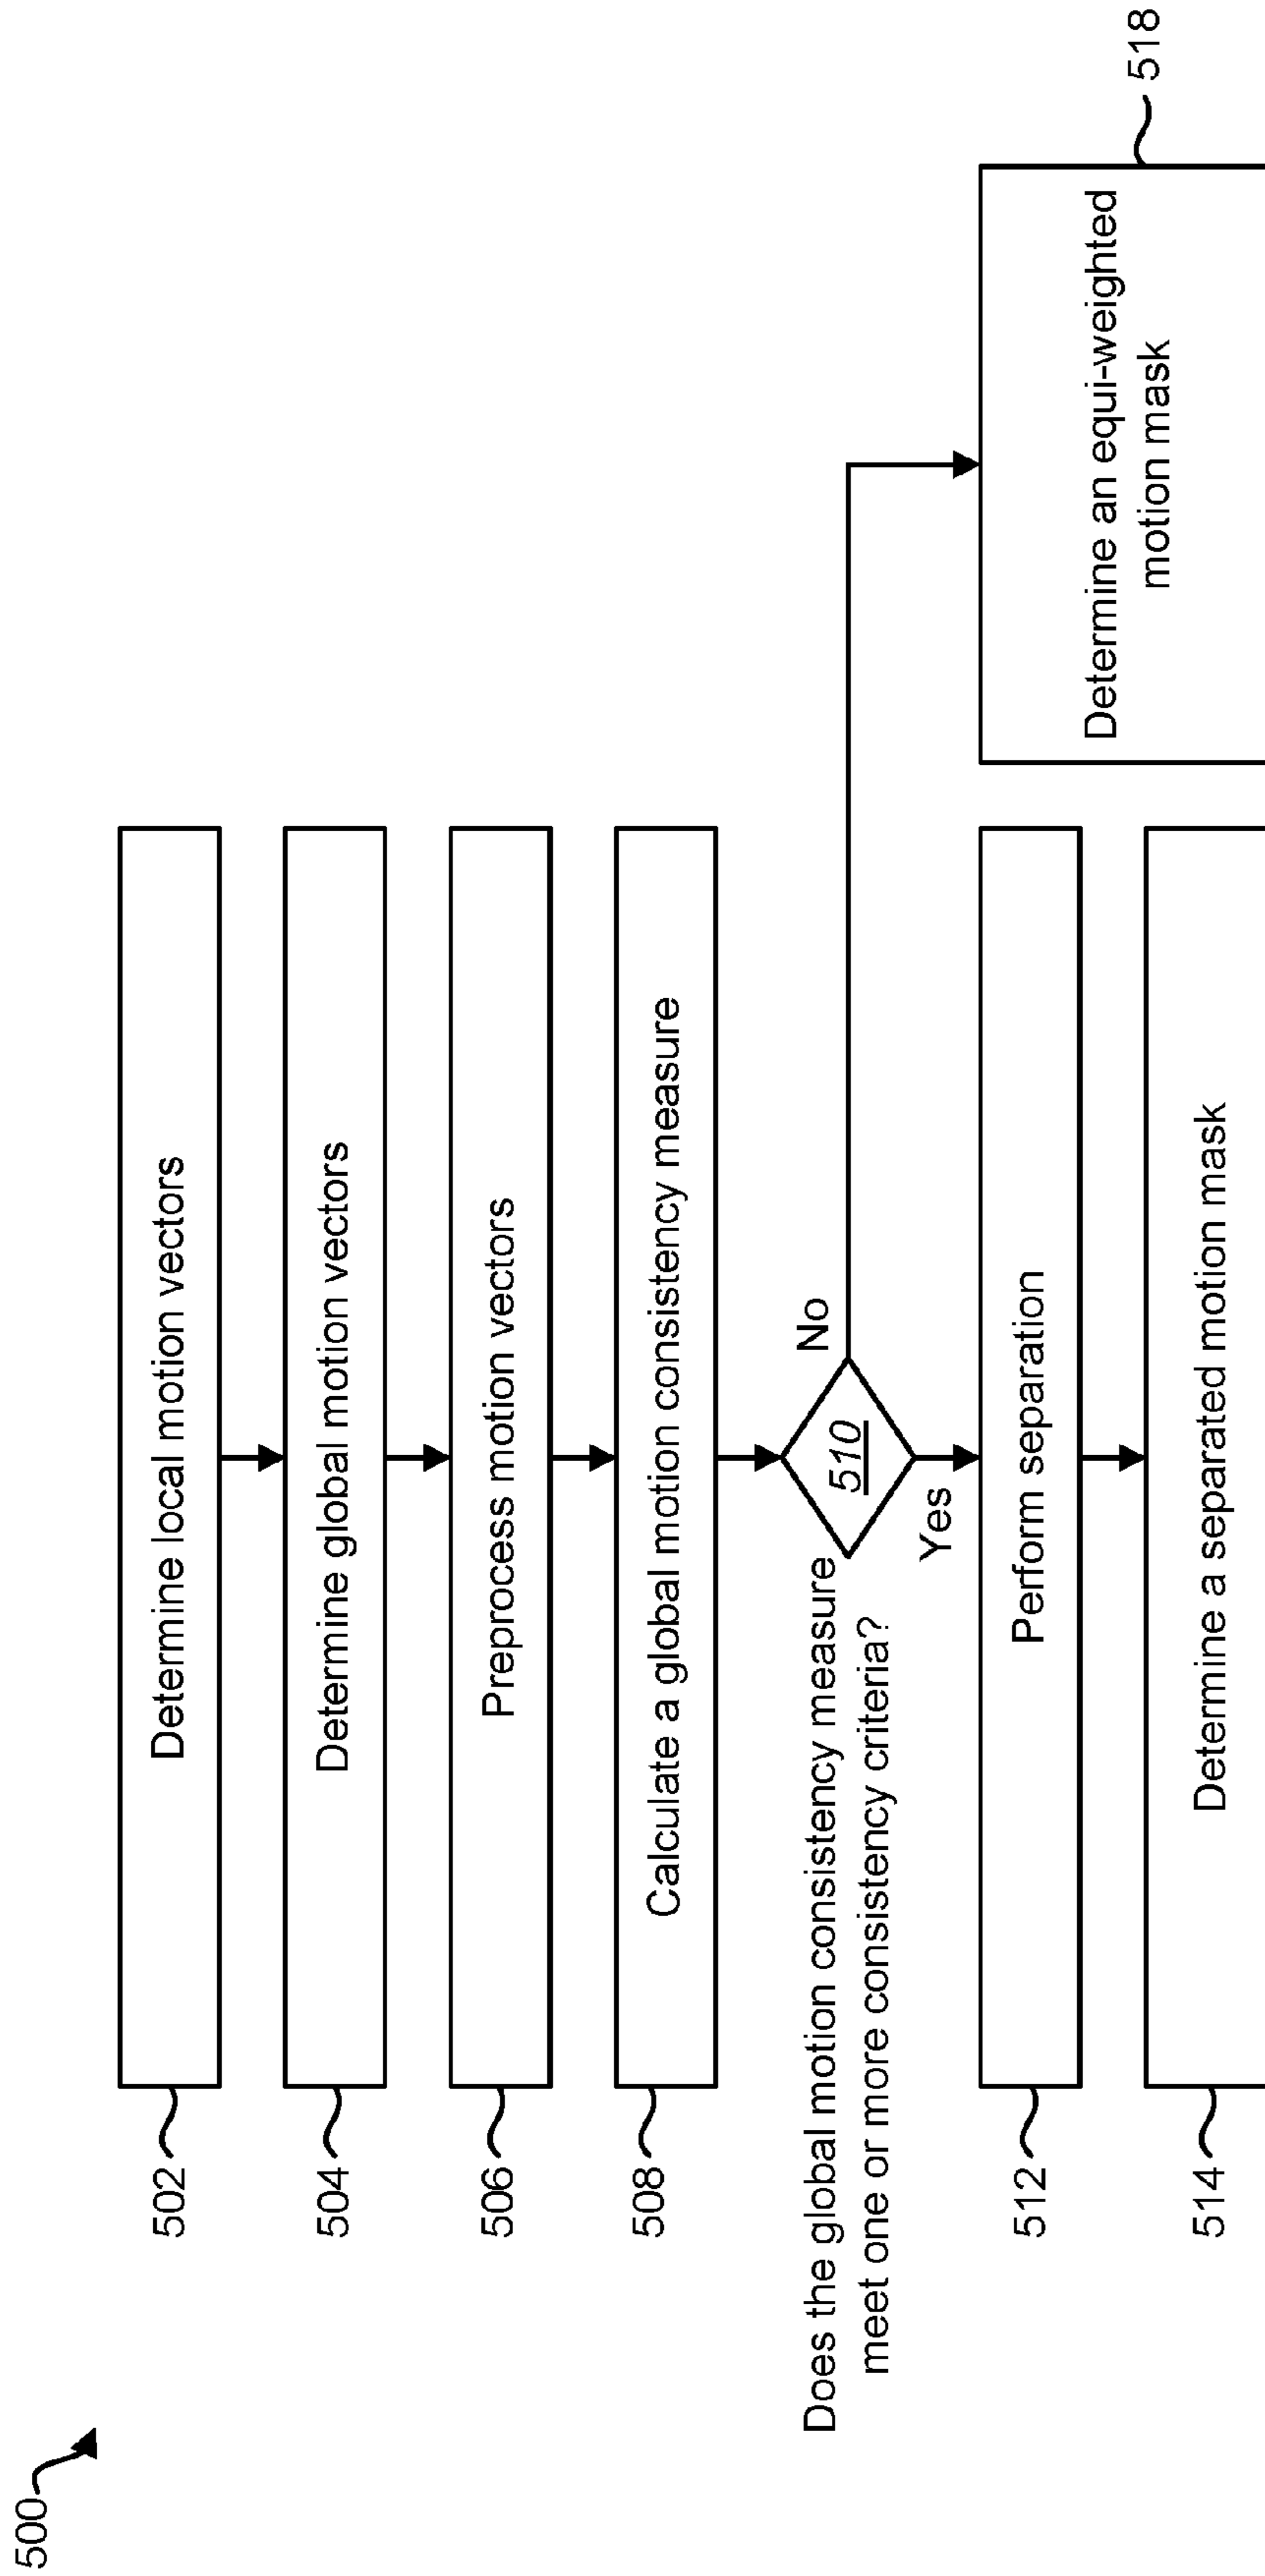 500
502
Determine local motion vectors
504
Determine global motion vectors
506
Preprocess motion vectors
508
Calculate a global motion consistency measure
Does the global motion consistency measure
meet one or more consistency criteria?
510
No
Yes
512
Perform separation
514
Determine a separated motion mask
Determine an equi-weighted
motion mask
518